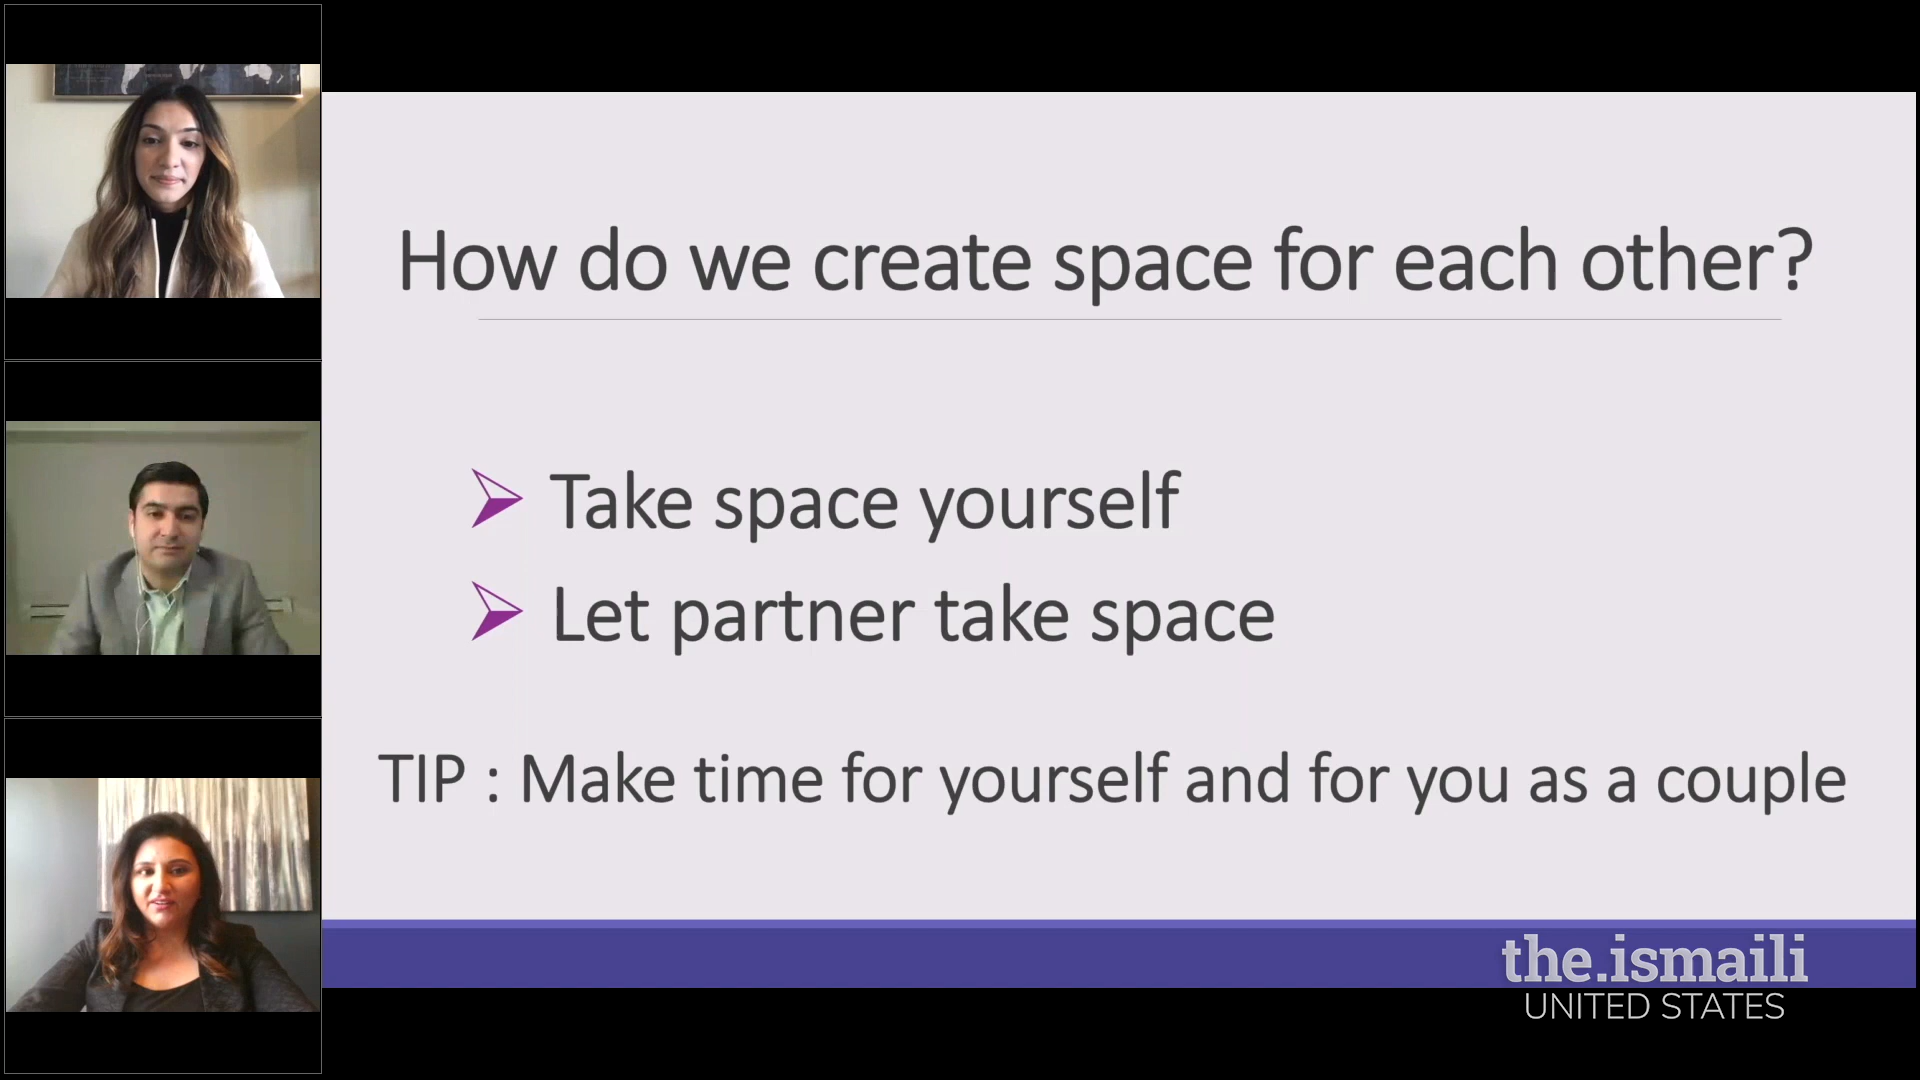 How do we create space for each other?
Take space yourself
Let partner take space
TIP : Make time for yourself and for you as a couple
the.ismaili
UNITED STATES